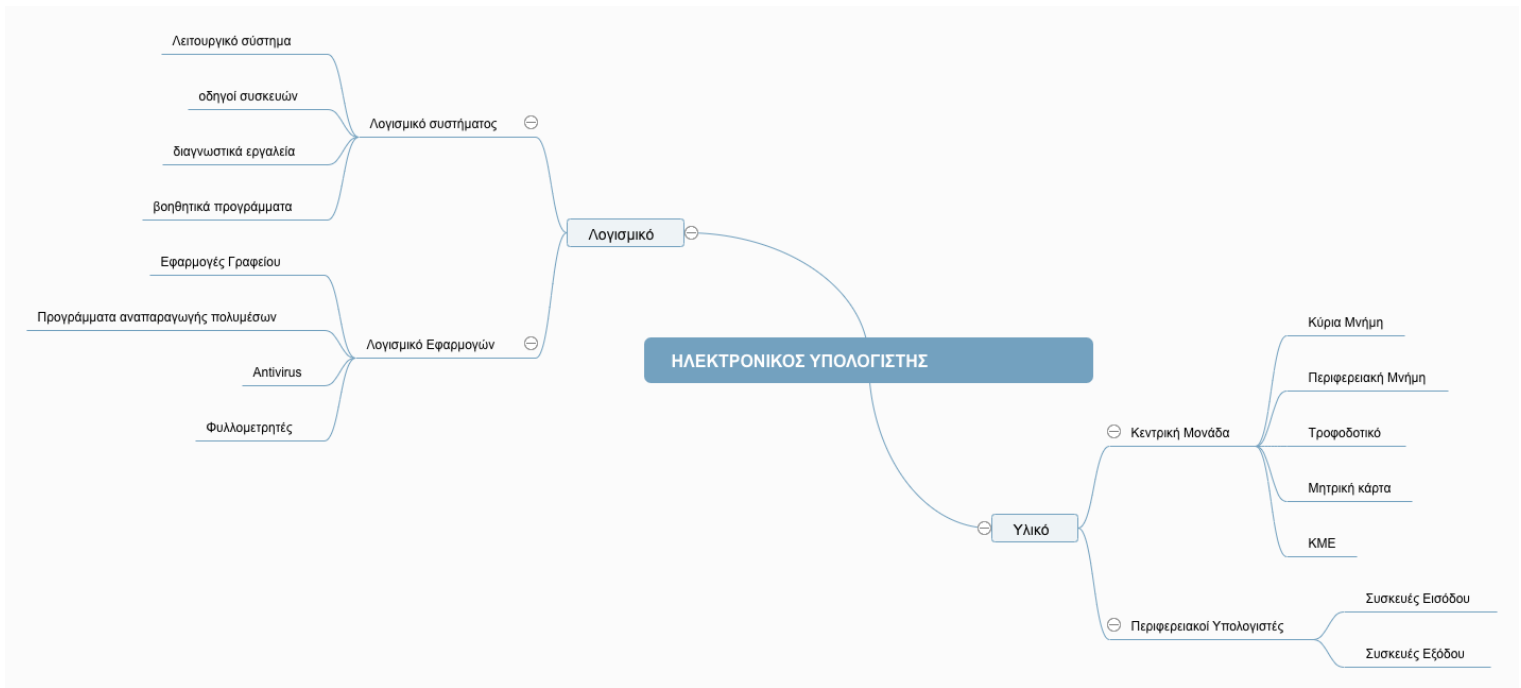 Λειτουργικό σύστημα
οδηγοί συσκευών
Λογισμικό συστήματος
διαγνωστικά εργαλεία
βοηθητικά προγράμματα
Λογισμικό
Εφαρμογές Γραφείου
Προγράμματα αναπαραγωγής πολυμέσων
Λογισμικό Εφαρμογών
Antivirus
Φυλλομετρητές
ΗΛΕΚΤΡΟΝΙΚΟΣ ΥΠΟΛΟΓΙΣΤΗΣ
Κύρια Μνήμη
Περιφερειακή Μνήμη
Κεντρική Μονάδα
Τροφοδοτικό
Μητρική κάρτα
ΚΜΕ
Υλικό
Συσκευές Εισόδου
Περιφερειακοί Υπολογιστές
Συσκευές Εξόδου